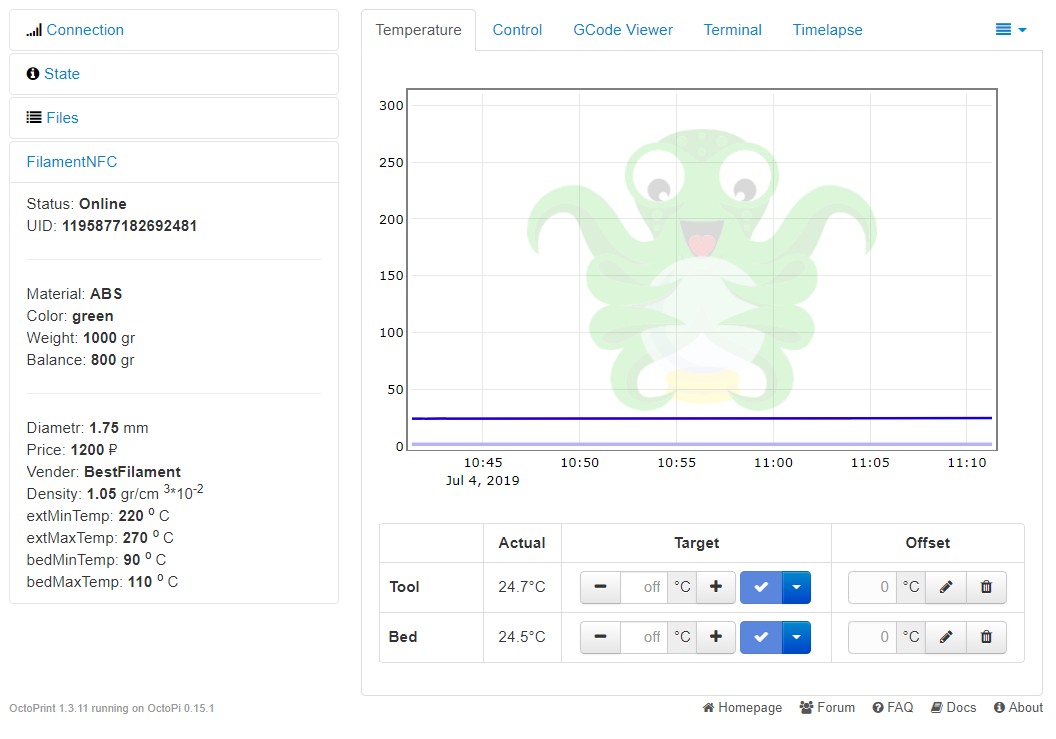 Connection
State
Files
FilamentNFC
Status: Online
UID: 1195877182692481
Material: ABS
Color: green
Weight: 1000 gr
Balance: 800 gr
Diametr: 1.75 mm
Price: 1200 ₽
Vender: BestFilament
Density: 1.05 gr/cm 3*10-2
extMinTemp: 220 o C
extMaxTemp: 270 o C
bedMinTemp: 90 o C
bedMaxTemp: 110 o C
Temperature Control GCode Viewer Terminal Timelapse
300
250
200
150
100
50
0
10:45 10:50 10:55 11:00 11:05 11:10
Jul 4, 2019
Actual Target Offset
Tool 24.7°C off °C 0 °C
Bed 24.5°C off °C 0 °C
OctoPrint 1.3.11 running on OctoPi 0.15.1
Homepage Forum FAQ Docs About